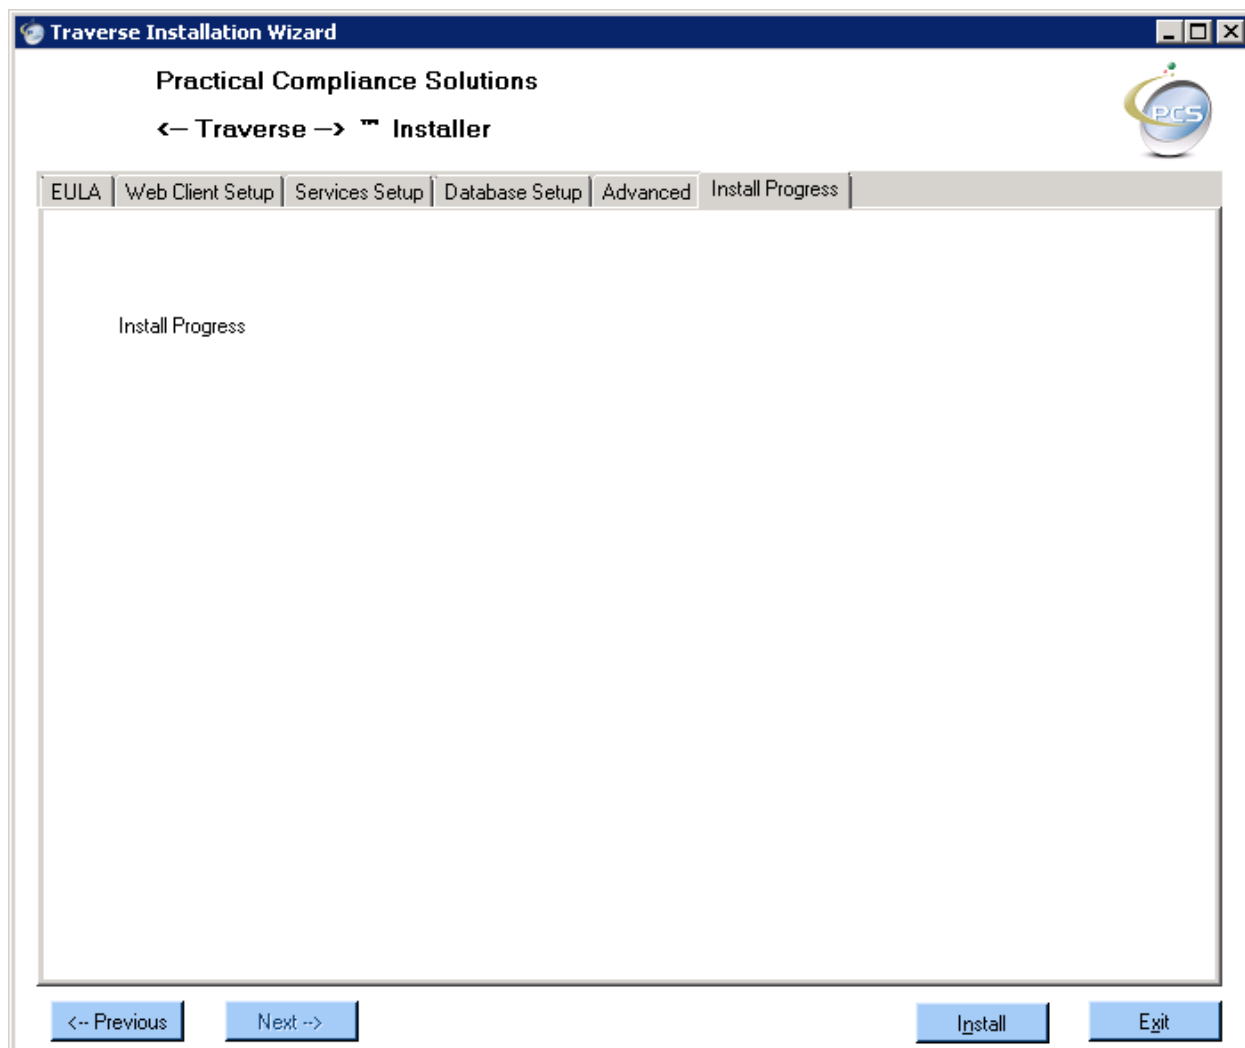 Traverse Installation Wizard
Practical Compliance Solutions
<-- Traverse --> ™ Installer
PCS
EULA Web Client Setup Services Setup Database Setup Advanced Install Progress
Install Progress
<-- Previous Next --> Install Exit